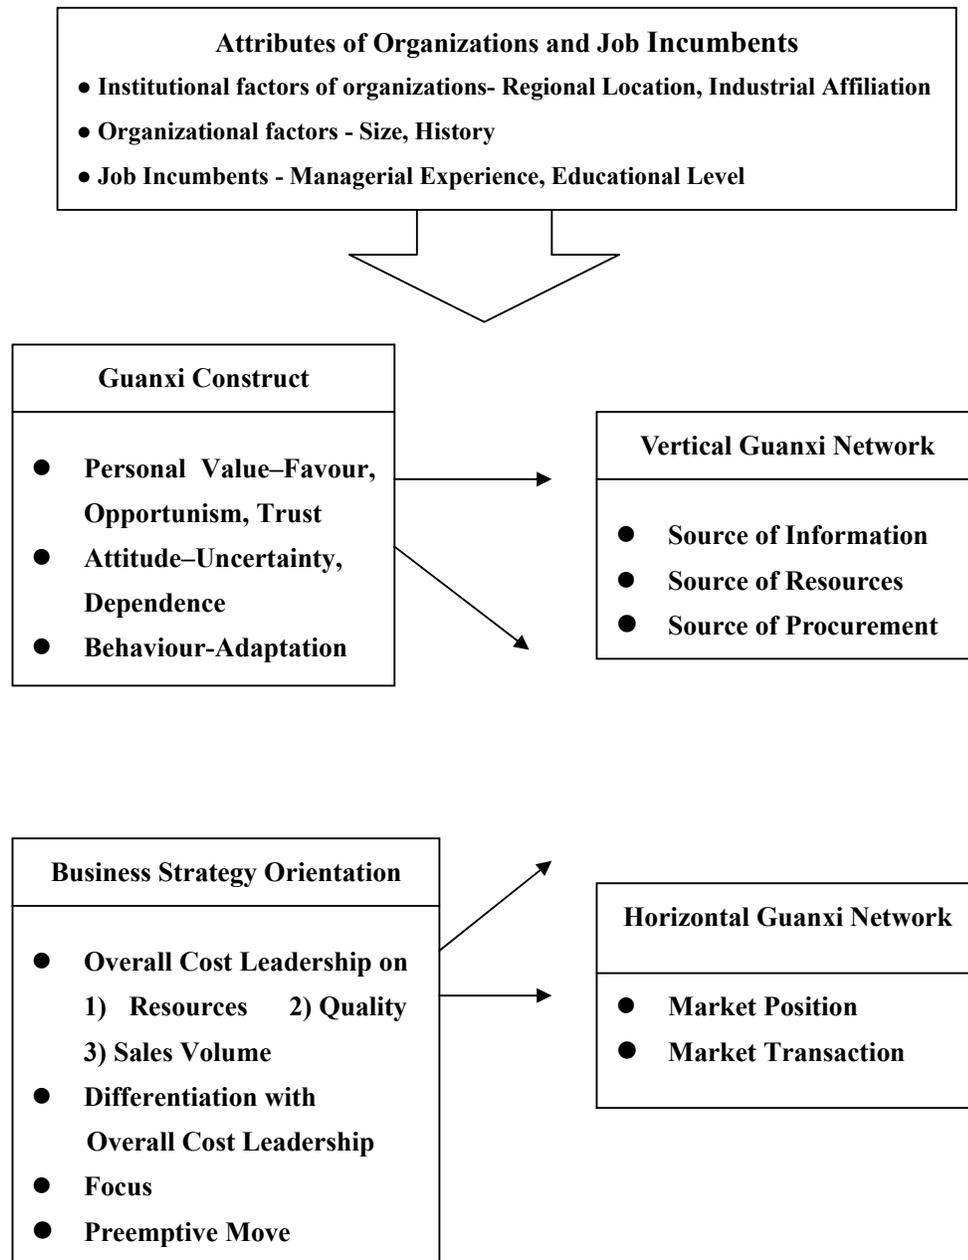 Attributes of Organizations and Job Incumbents
● Institutional factors of organizations- Regional Location, Industrial Affiliation
● Organizational factors - Size, History
● Job Incumbents - Managerial Experience, Educational Level
Guanxi Construct
● Personal Value–Favour,
Opportunism, Trust
● Attitude–Uncertainty,
Dependence
● Behaviour-Adaptation
Vertical Guanxi Network
● Source of Information
● Source of Resources
● Source of Procurement
Business Strategy Orientation
● Overall Cost Leadership on
1) Resources 2) Quality
3) Sales Volume
● Differentiation with
Overall Cost Leadership
● Focus
● Preemptive Move
Horizontal Guanxi Network
● Market Position
● Market Transaction